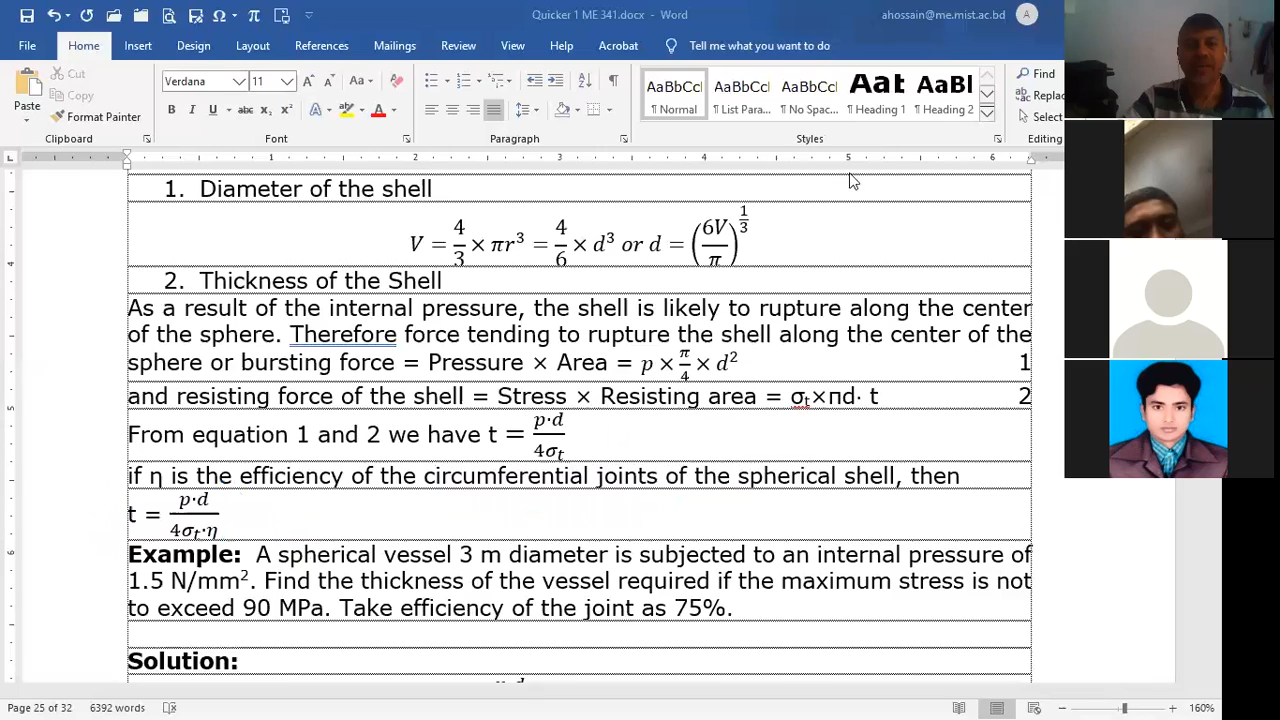 Quicker 1 ME 341.docx - Word
ahossain@me.mist.ac.bd
A
File Home Insert Design Layout References Mailings Review View Help Acrobat Tell me what you want to do
Paste
Cut
Copy
Format Painter
Clipboard
Verdana 11
Font
Paragraph
AaBbCcI AaBbCcI AaBbCcI AaBb AaBbI
¶ Normal ¶ List Para... ¶ No Spac... ¶ Heading 1 ¶ Heading 2
Styles
Find
Replac
Select
Editing
1 2 3 4 5 6
1. Diameter of the shell
V = 4/3 × πr³ = 4/6 × d³ or d = (6V/π)^(1/3)
2. Thickness of the Shell
As a result of the internal pressure, the shell is likely to rupture along the center
of the sphere. Therefore force tending to rupture the shell along the center of the
sphere or bursting force = Pressure × Area = p × π/4 × d² 1
and resisting force of the shell = Stress × Resisting area = σt×πd· t 2
From equation 1 and 2 we have t = p·d/4σt
if η is the efficiency of the circumferential joints of the spherical shell, then
t = p·d/4σt·η
Example: A spherical vessel 3 m diameter is subjected to an internal pressure of
1.5 N/mm². Find the thickness of the vessel required if the maximum stress is not
to exceed 90 MPa. Take efficiency of the joint as 75%.
Solution:
Page 25 of 32 6392 words 160%